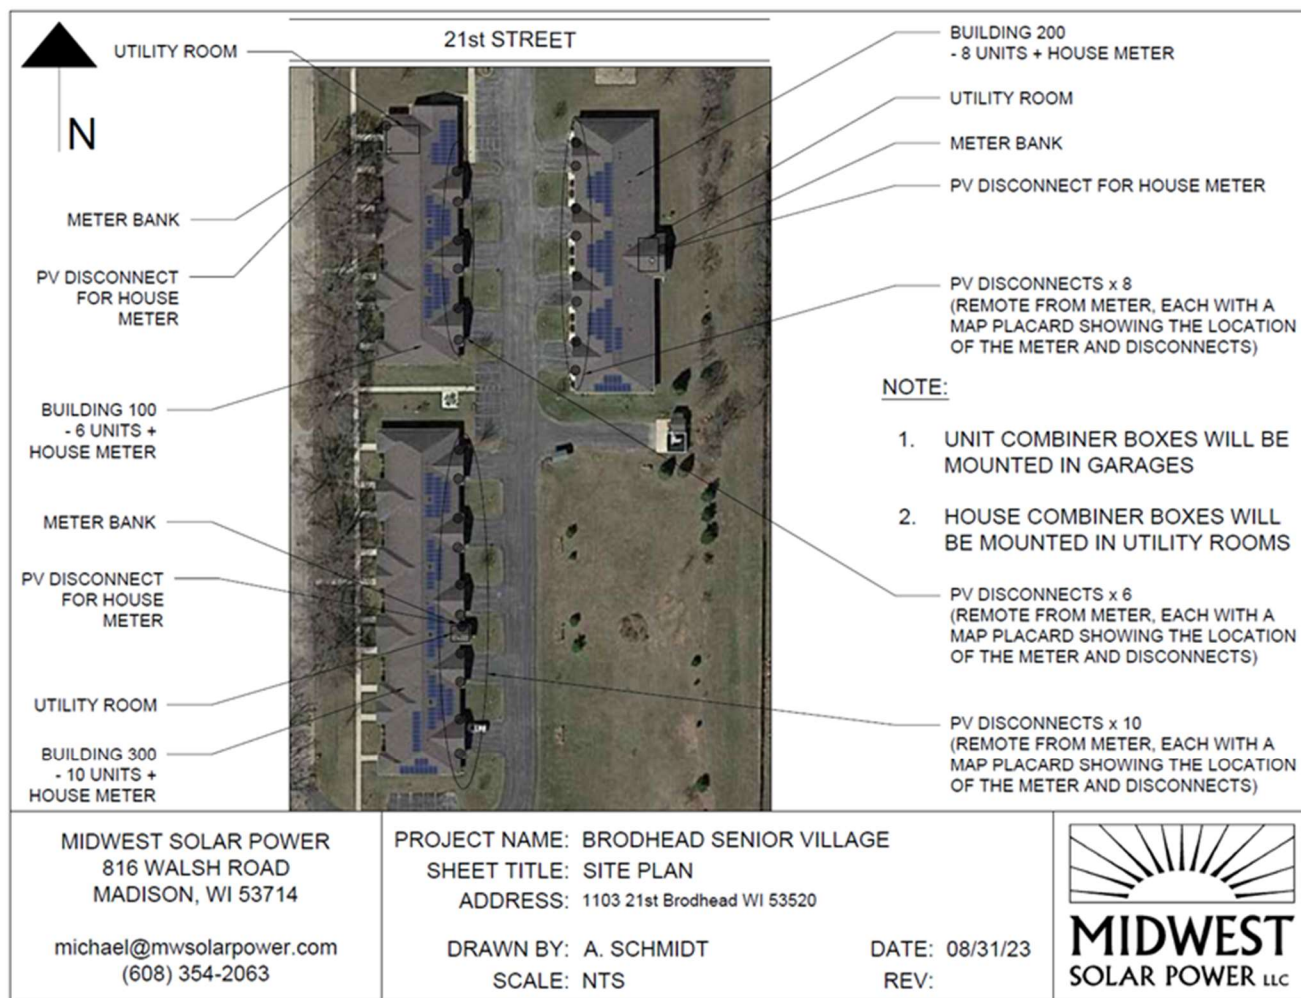 21st STREET
UTILITY ROOM
N
METER BANK
PV DISCONNECT
FOR HOUSE
METER
BUILDING 100
- 6 UNITS +
HOUSE METER
METER BANK
PV DISCONNECT
FOR HOUSE
METER
UTILITY ROOM
BUILDING 300
- 10 UNITS +
HOUSE METER
BUILDING 200
- 8 UNITS + HOUSE METER
UTILITY ROOM
METER BANK
PV DISCONNECT FOR HOUSE METER
PV DISCONNECTS x 8
(REMOTE FROM METER, EACH WITH A
MAP PLACARD SHOWING THE LOCATION
OF THE METER AND DISCONNECTS)
NOTE:
1. UNIT COMBINER BOXES WILL BE
MOUNTED IN GARAGES
2. HOUSE COMBINER BOXES WILL
BE MOUNTED IN UTILITY ROOMS
PV DISCONNECTS x 6
(REMOTE FROM METER, EACH WITH A
MAP PLACARD SHOWING THE LOCATION
OF THE METER AND DISCONNECTS)
PV DISCONNECTS x 10
(REMOTE FROM METER, EACH WITH A
MAP PLACARD SHOWING THE LOCATION
OF THE METER AND DISCONNECTS)
MIDWEST SOLAR POWER
816 WALSH ROAD
MADISON, WI 53714
michael@mwsolarpower.com
(608) 354-2063
PROJECT NAME: BRODHEAD SENIOR VILLAGE
SHEET TITLE: SITE PLAN
ADDRESS: 1103 21st Brodhead WI 53520
DRAWN BY: A. SCHMIDT DATE: 08/31/23
SCALE: NTS REV:
MIDWEST
SOLAR POWER LLC